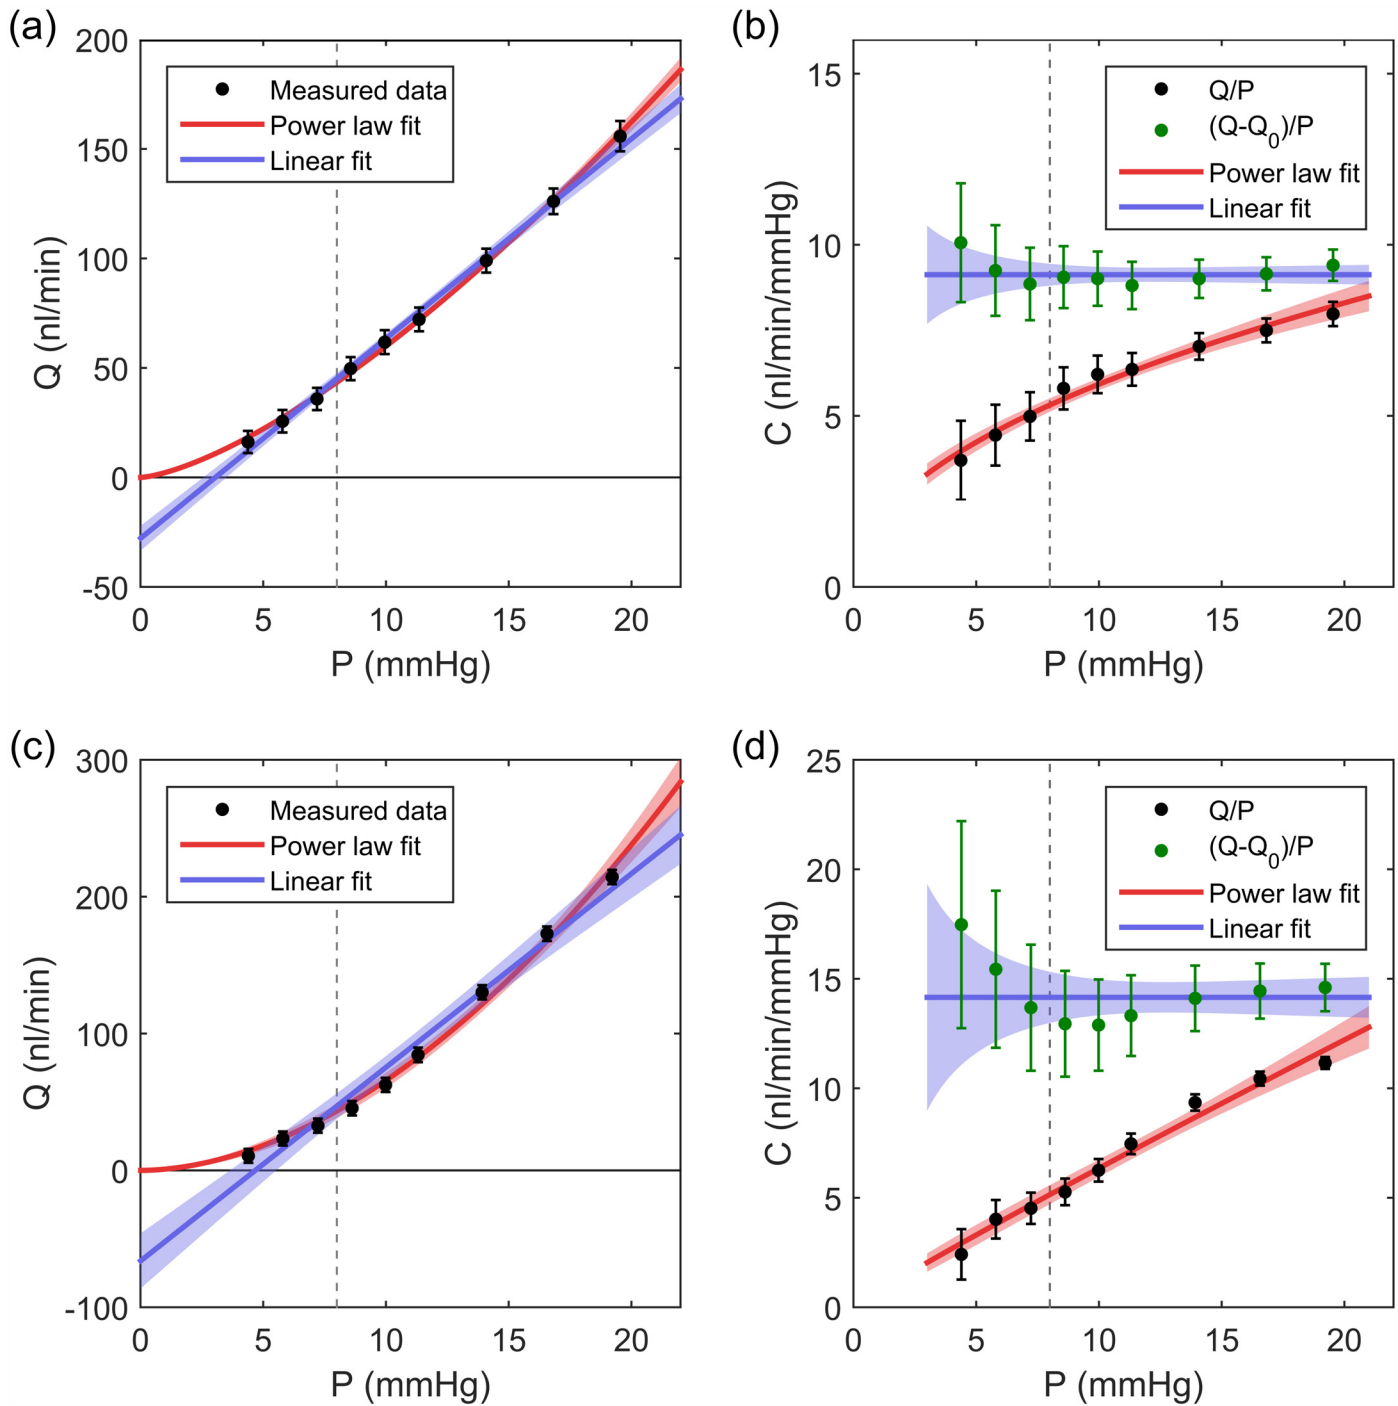 (a)
200
150
100
50
0
-50
Q (nl/min)
Measured data
Power law fit
Linear fit
0 5 10 15 20
P (mmHg)
(b)
15
10
5
0
C (nl/min/mmHg)
Q/P
(Q-Q0)/P
Power law fit
Linear fit
0 5 10 15 20
P (mmHg)
(c)
300
200
100
0
-100
Q (nl/min)
Measured data
Power law fit
Linear fit
0 5 10 15 20
P (mmHg)
(d)
25
20
15
10
5
0
C (nl/min/mmHg)
Q/P
(Q-Q0)/P
Power law fit
Linear fit
0 5 10 15 20
P (mmHg)